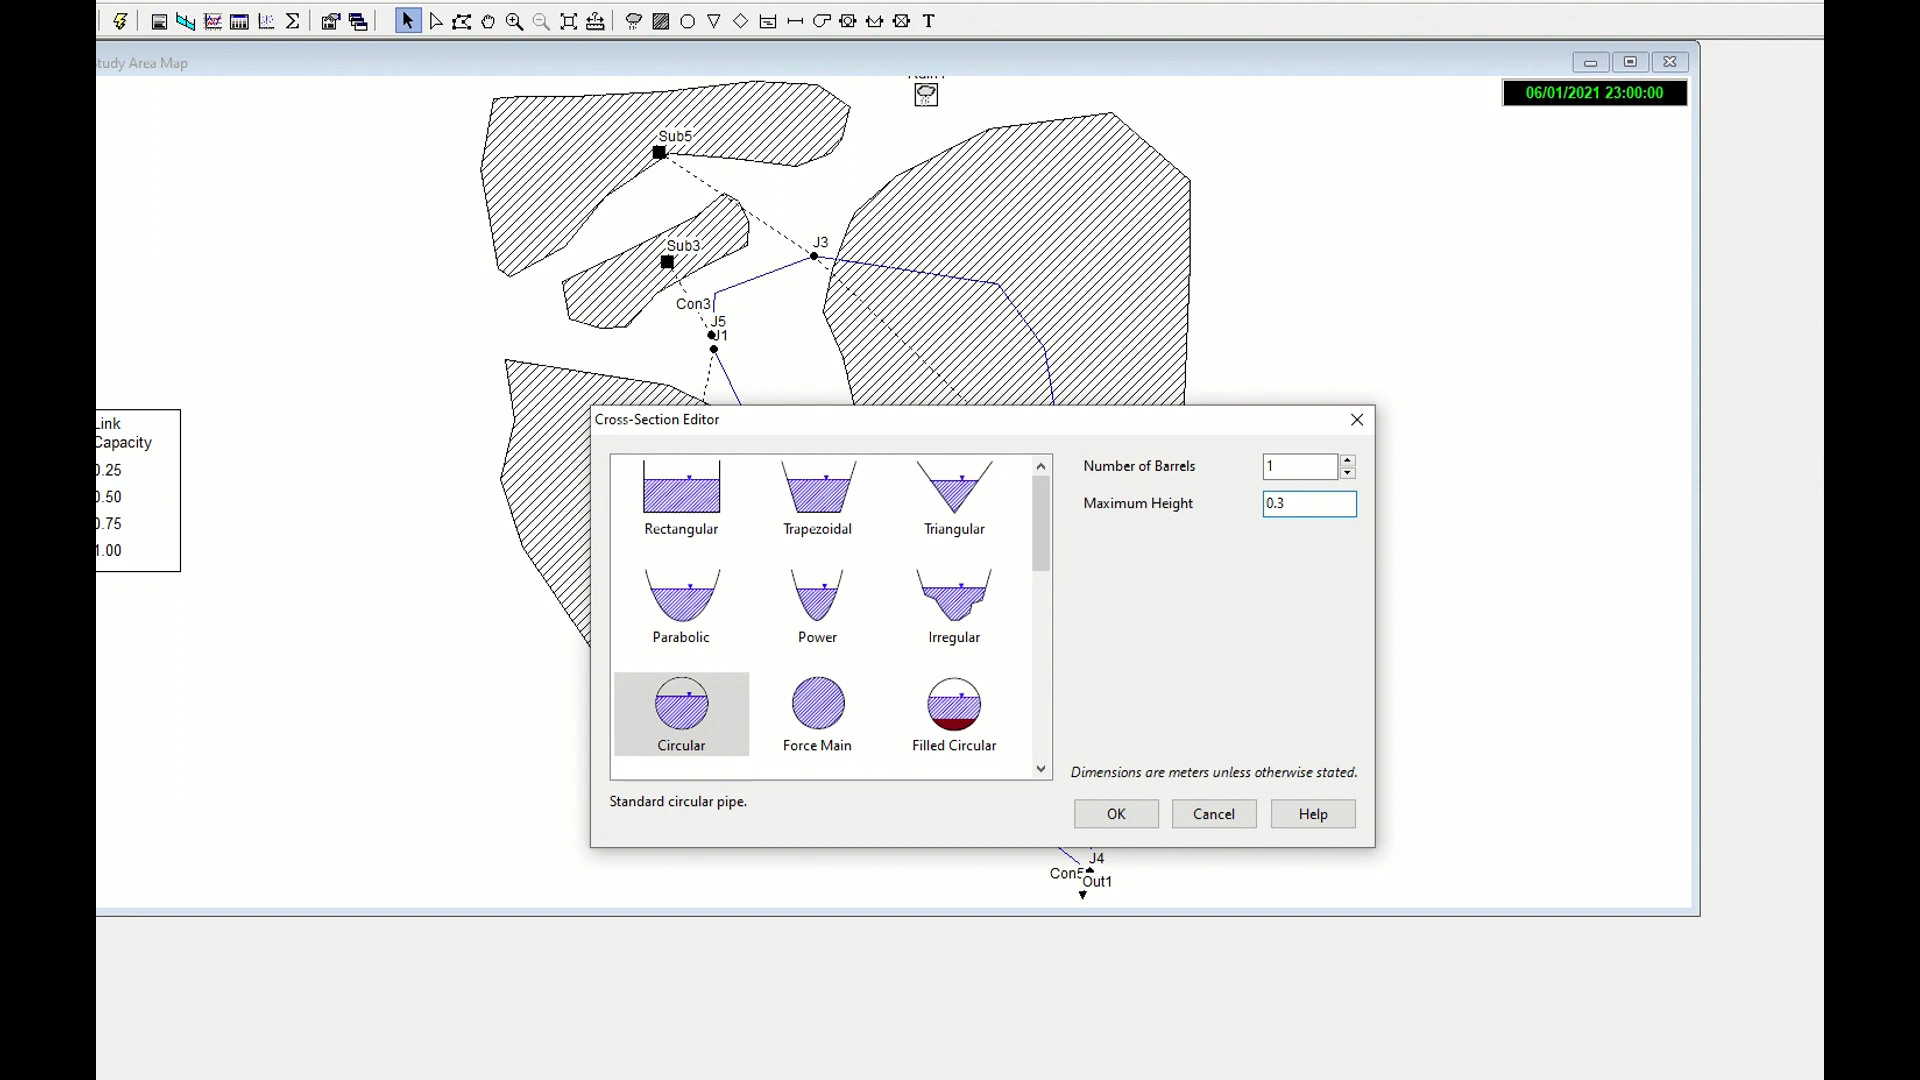 T
tudy Area Map
06/01/2021 23:00:00
Sub5
Sub3
J3
Con3
J5
J1
Link
Capacity
0.25
0.50
0.75
1.00
Cross-Section Editor
Rectangular
Trapezoidal
Triangular
Parabolic
Power
Irregular
Circular
Force Main
Filled Circular
Number of Barrels
1
Maximum Height
0.3
Dimensions are meters unless otherwise stated.
Standard circular pipe.
OK
Cancel
Help
J4
Con5
Out1